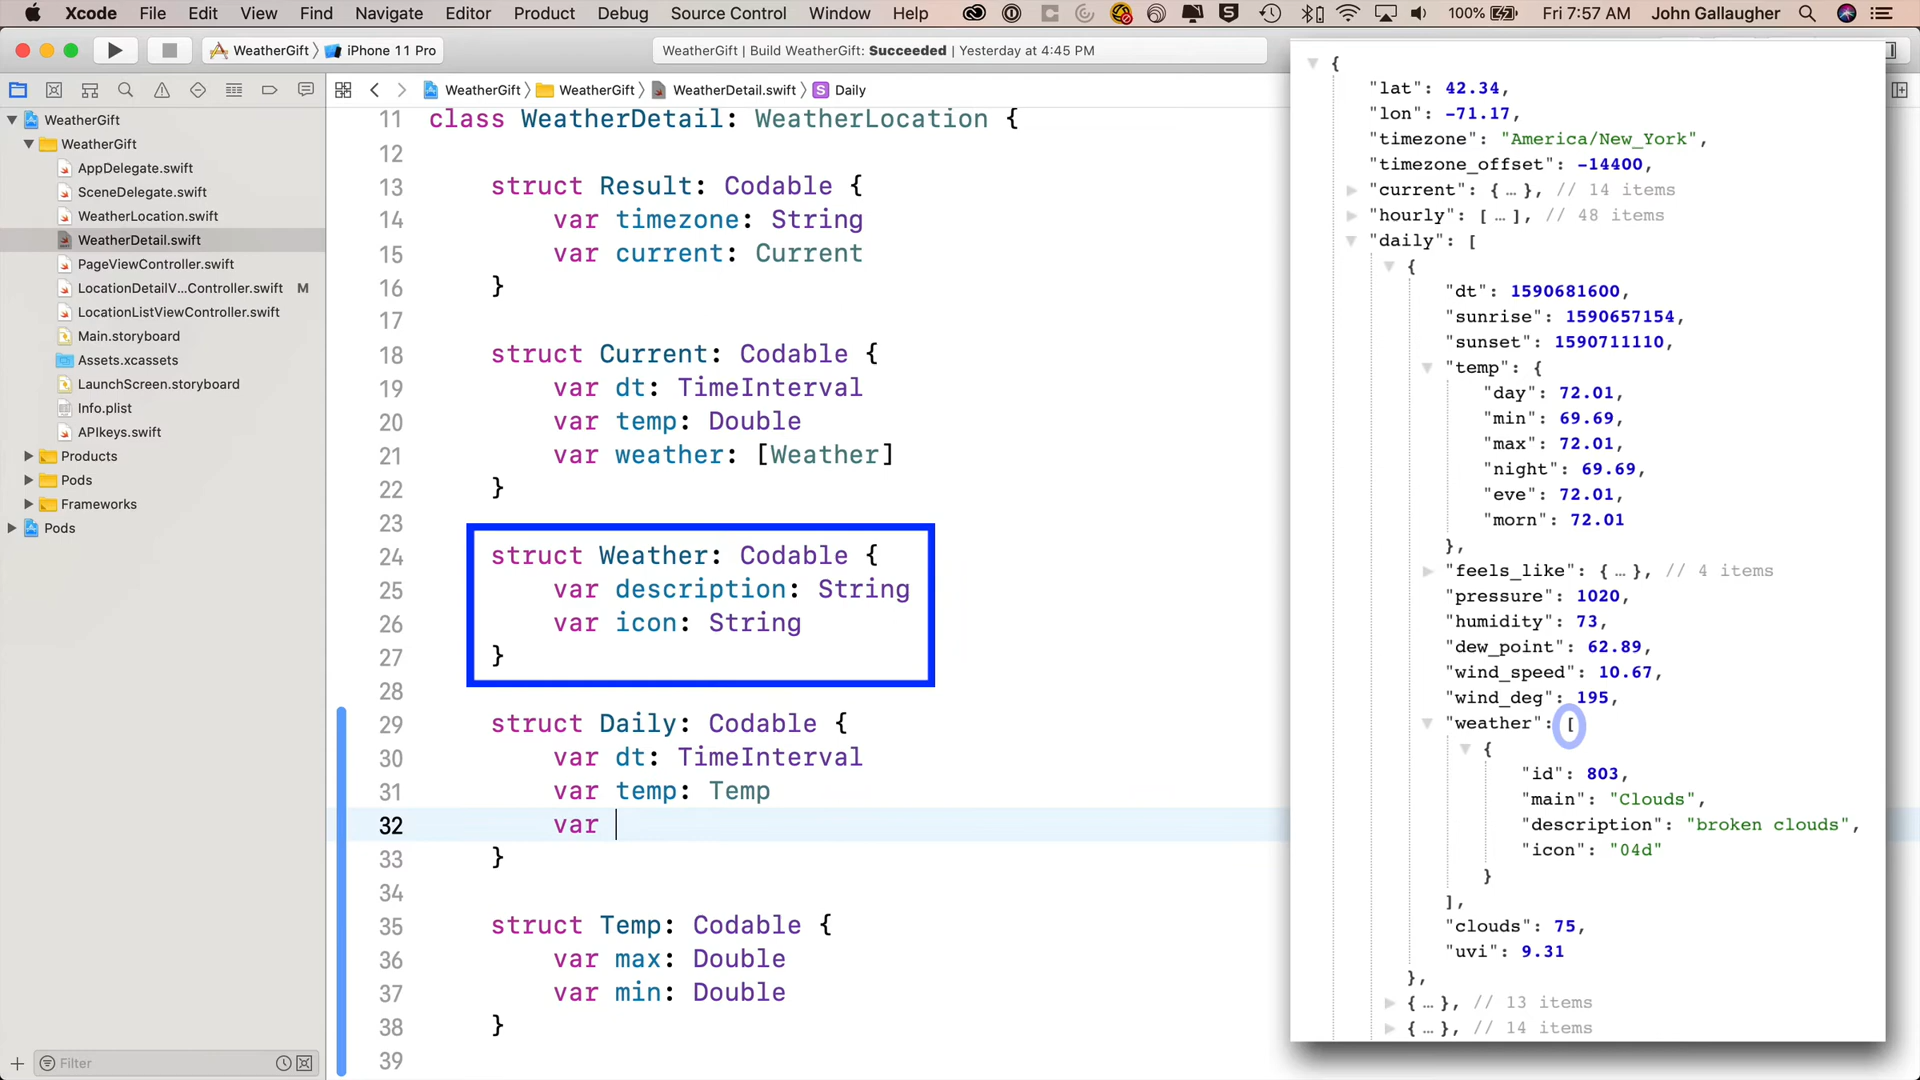 Xcode File Edit View Find Navigate Editor Product Debug Source Control Window Help 100% Fri 7:57 AM John Gallaugher
WeatherGift iPhone 11 Pro WeatherGift | Build WeatherGift: Succeeded | Yesterday at 4:45 PM
WeatherGift WeatherGift WeatherDetail.swift S Daily
WeatherGift
WeatherGift
AppDelegate.swift
SceneDelegate.swift
WeatherLocation.swift
WeatherDetail.swift
PageViewController.swift
LocationDetailV...Controller.swift M
LocationListViewController.swift
Main.storyboard
Assets.xcassets
LaunchScreen.storyboard
Info.plist
APIkeys.swift
Products
Pods
Frameworks
Pods
Filter
11 class WeatherDetail: WeatherLocation {
12
13 struct Result: Codable {
14 var timezone: String
15 var current: Current
16 }
17
18 struct Current: Codable {
19 var dt: TimeInterval
20 var temp: Double
21 var weather: [Weather]
22 }
23
24 struct Weather: Codable {
25 var description: String
26 var icon: String
27 }
28
29 struct Daily: Codable {
30 var dt: TimeInterval
31 var temp: Temp
32 var
33 }
34
35 struct Temp: Codable {
36 var max: Double
37 var min: Double
38 }
39
{
"lat": 42.34,
"lon": -71.17,
"timezone": "America/New_York",
"timezone_offset": -14400,
"current": { … }, // 14 items
"hourly": [ … ], // 48 items
"daily": [
{
"dt": 1590681600,
"sunrise": 1590657154,
"sunset": 1590711110,
"temp": {
"day": 72.01,
"min": 69.69,
"max": 72.01,
"night": 69.69,
"eve": 72.01,
"morn": 72.01
},
"feels_like": { … }, // 4 items
"pressure": 1020,
"humidity": 73,
"dew_point": 62.89,
"wind_speed": 10.67,
"wind_deg": 195,
"weather": [
{
"id": 803,
"main": "Clouds",
"description": "broken clouds",
"icon": "04d"
}
],
"clouds": 75,
"uvi": 9.31
},
{ … }, // 13 items
{ … }, // 14 items